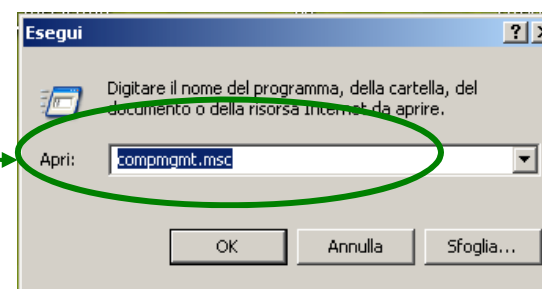 Esegui
Digitare il nome del programma, della cartella, del
documento o della risorsa Internet da aprire.
Apri: compmgmt.msc
OK Annulla Sfoglia...